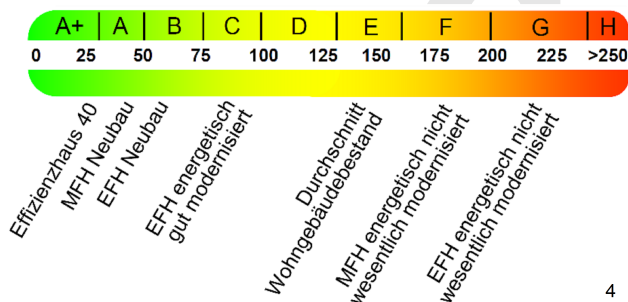 A+ A B C D E F G H
0 25 50 75 100 125 150 175 200 225 >250
Effizienzhaus 40
MFH Neubau
EFH Neubau
EFH energetisch
gut modernisiert
Durchschnitt
Wohngebäudebestand
MFH energetisch nicht
wesentlich modernisiert
EFH energetisch nicht
wesentlich modernisiert
4